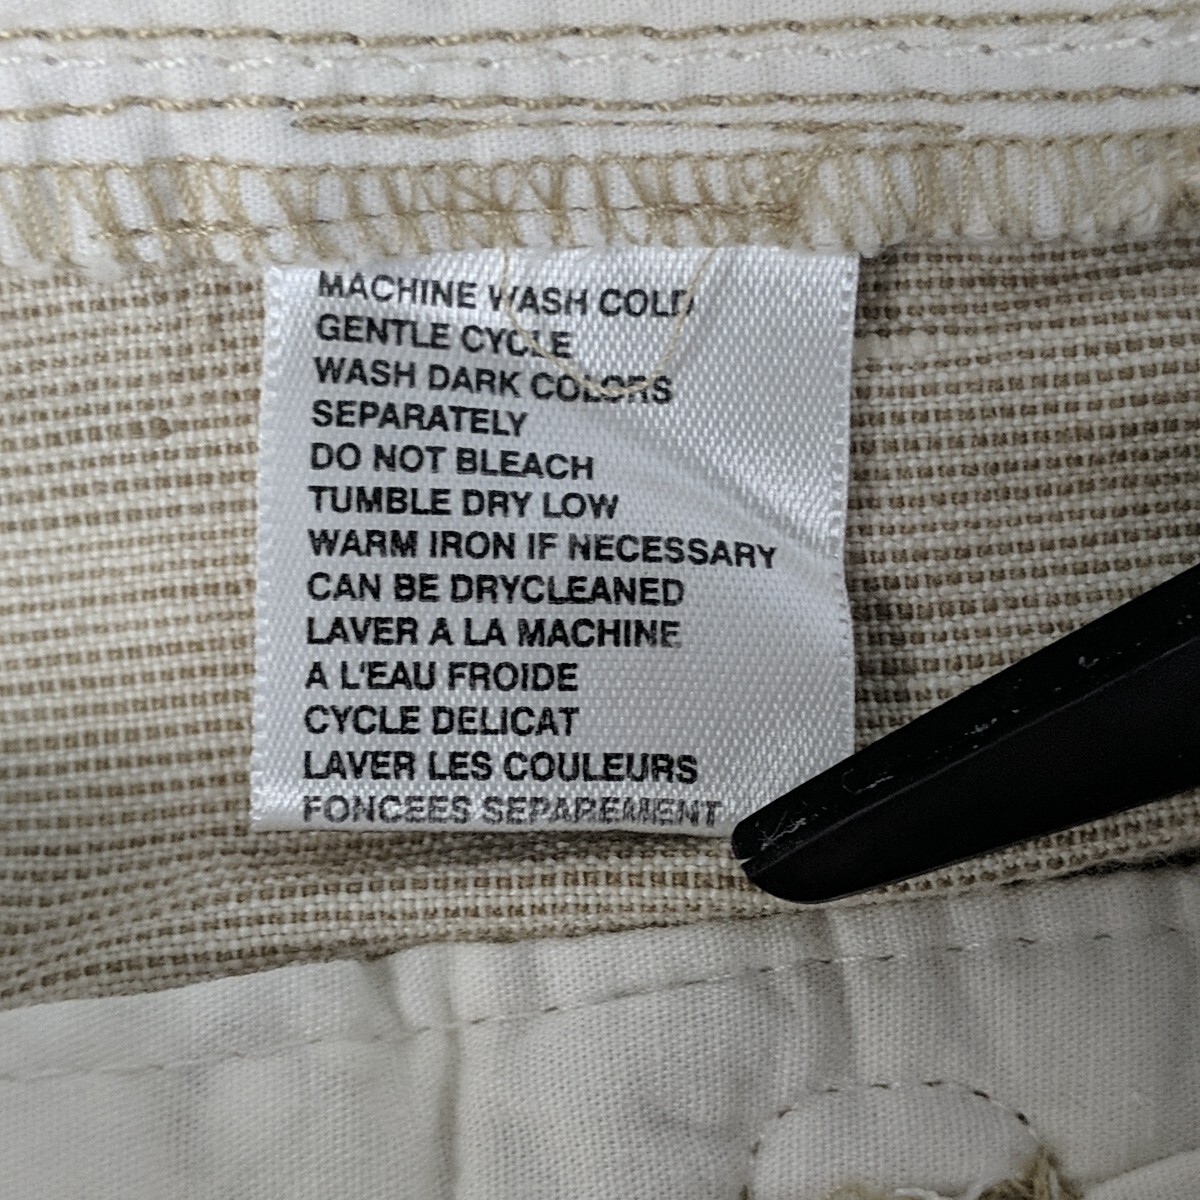 MACHINE WASH COLD/
GENTLE CYCLE
WASH DARK COLORS
SEPARATELY
DO NOT BLEACH
TUMBLE DRY LOW
WARM IRON IF NECESSARY
CAN BE DRYCLEANED
LAVER A LA MACHINE
A L'EAU FROIDE
CYCLE DELICAT
LAVER LES COULEURS
FONCEES SEPAREMENT